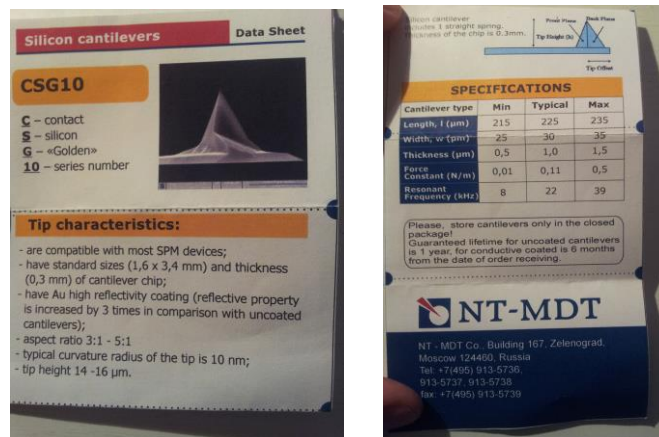 Silicon cantilevers
Data Sheet
CSG10
C – contact
S – silicon
G – «Golden»
10 – series number
Tip characteristics:
- are compatible with most SPM devices;
- have standard sizes (1,6 x 3,4 mm) and thickness
(0,3 mm) of cantilever chip;
- have Au high reflectivity coating (reflective property
is increased by 3 times in comparison with uncoated
cantilevers);
- aspect ratio 3:1 - 5:1
- typical curvature radius of the tip is 10 nm;
- tip height 14 -16 µm.
silicon cantilever
includes 1 straight spring.
thickness of the chip is 0.3mm.
Front Plane Back Plane
Tip Height (h)
Tip Offset
SPECIFICATIONS
Cantilever type Min Typical Max
Length, l (µm) 215 225 235
Width, w (µm) 25 30 35
Thickness (µm) 0,5 1,0 1,5
Force
Constant (N/m) 0,01 0,11 0,5
Resonant
Frequency (kHz) 8 22 39
Please, store cantilevers only in the closed
package!
Guaranteed lifetime for uncoated cantilevers
is 1 year, for conductive coated is 6 months
from the date of order receiving.
NT-MDT
NT - MDT Co., Building 167, Zelenograd,
Moscow 124460, Russia
Tel: +7(495) 913-5736,
913-5737, 913-5738
fax: +7(495) 913-5739